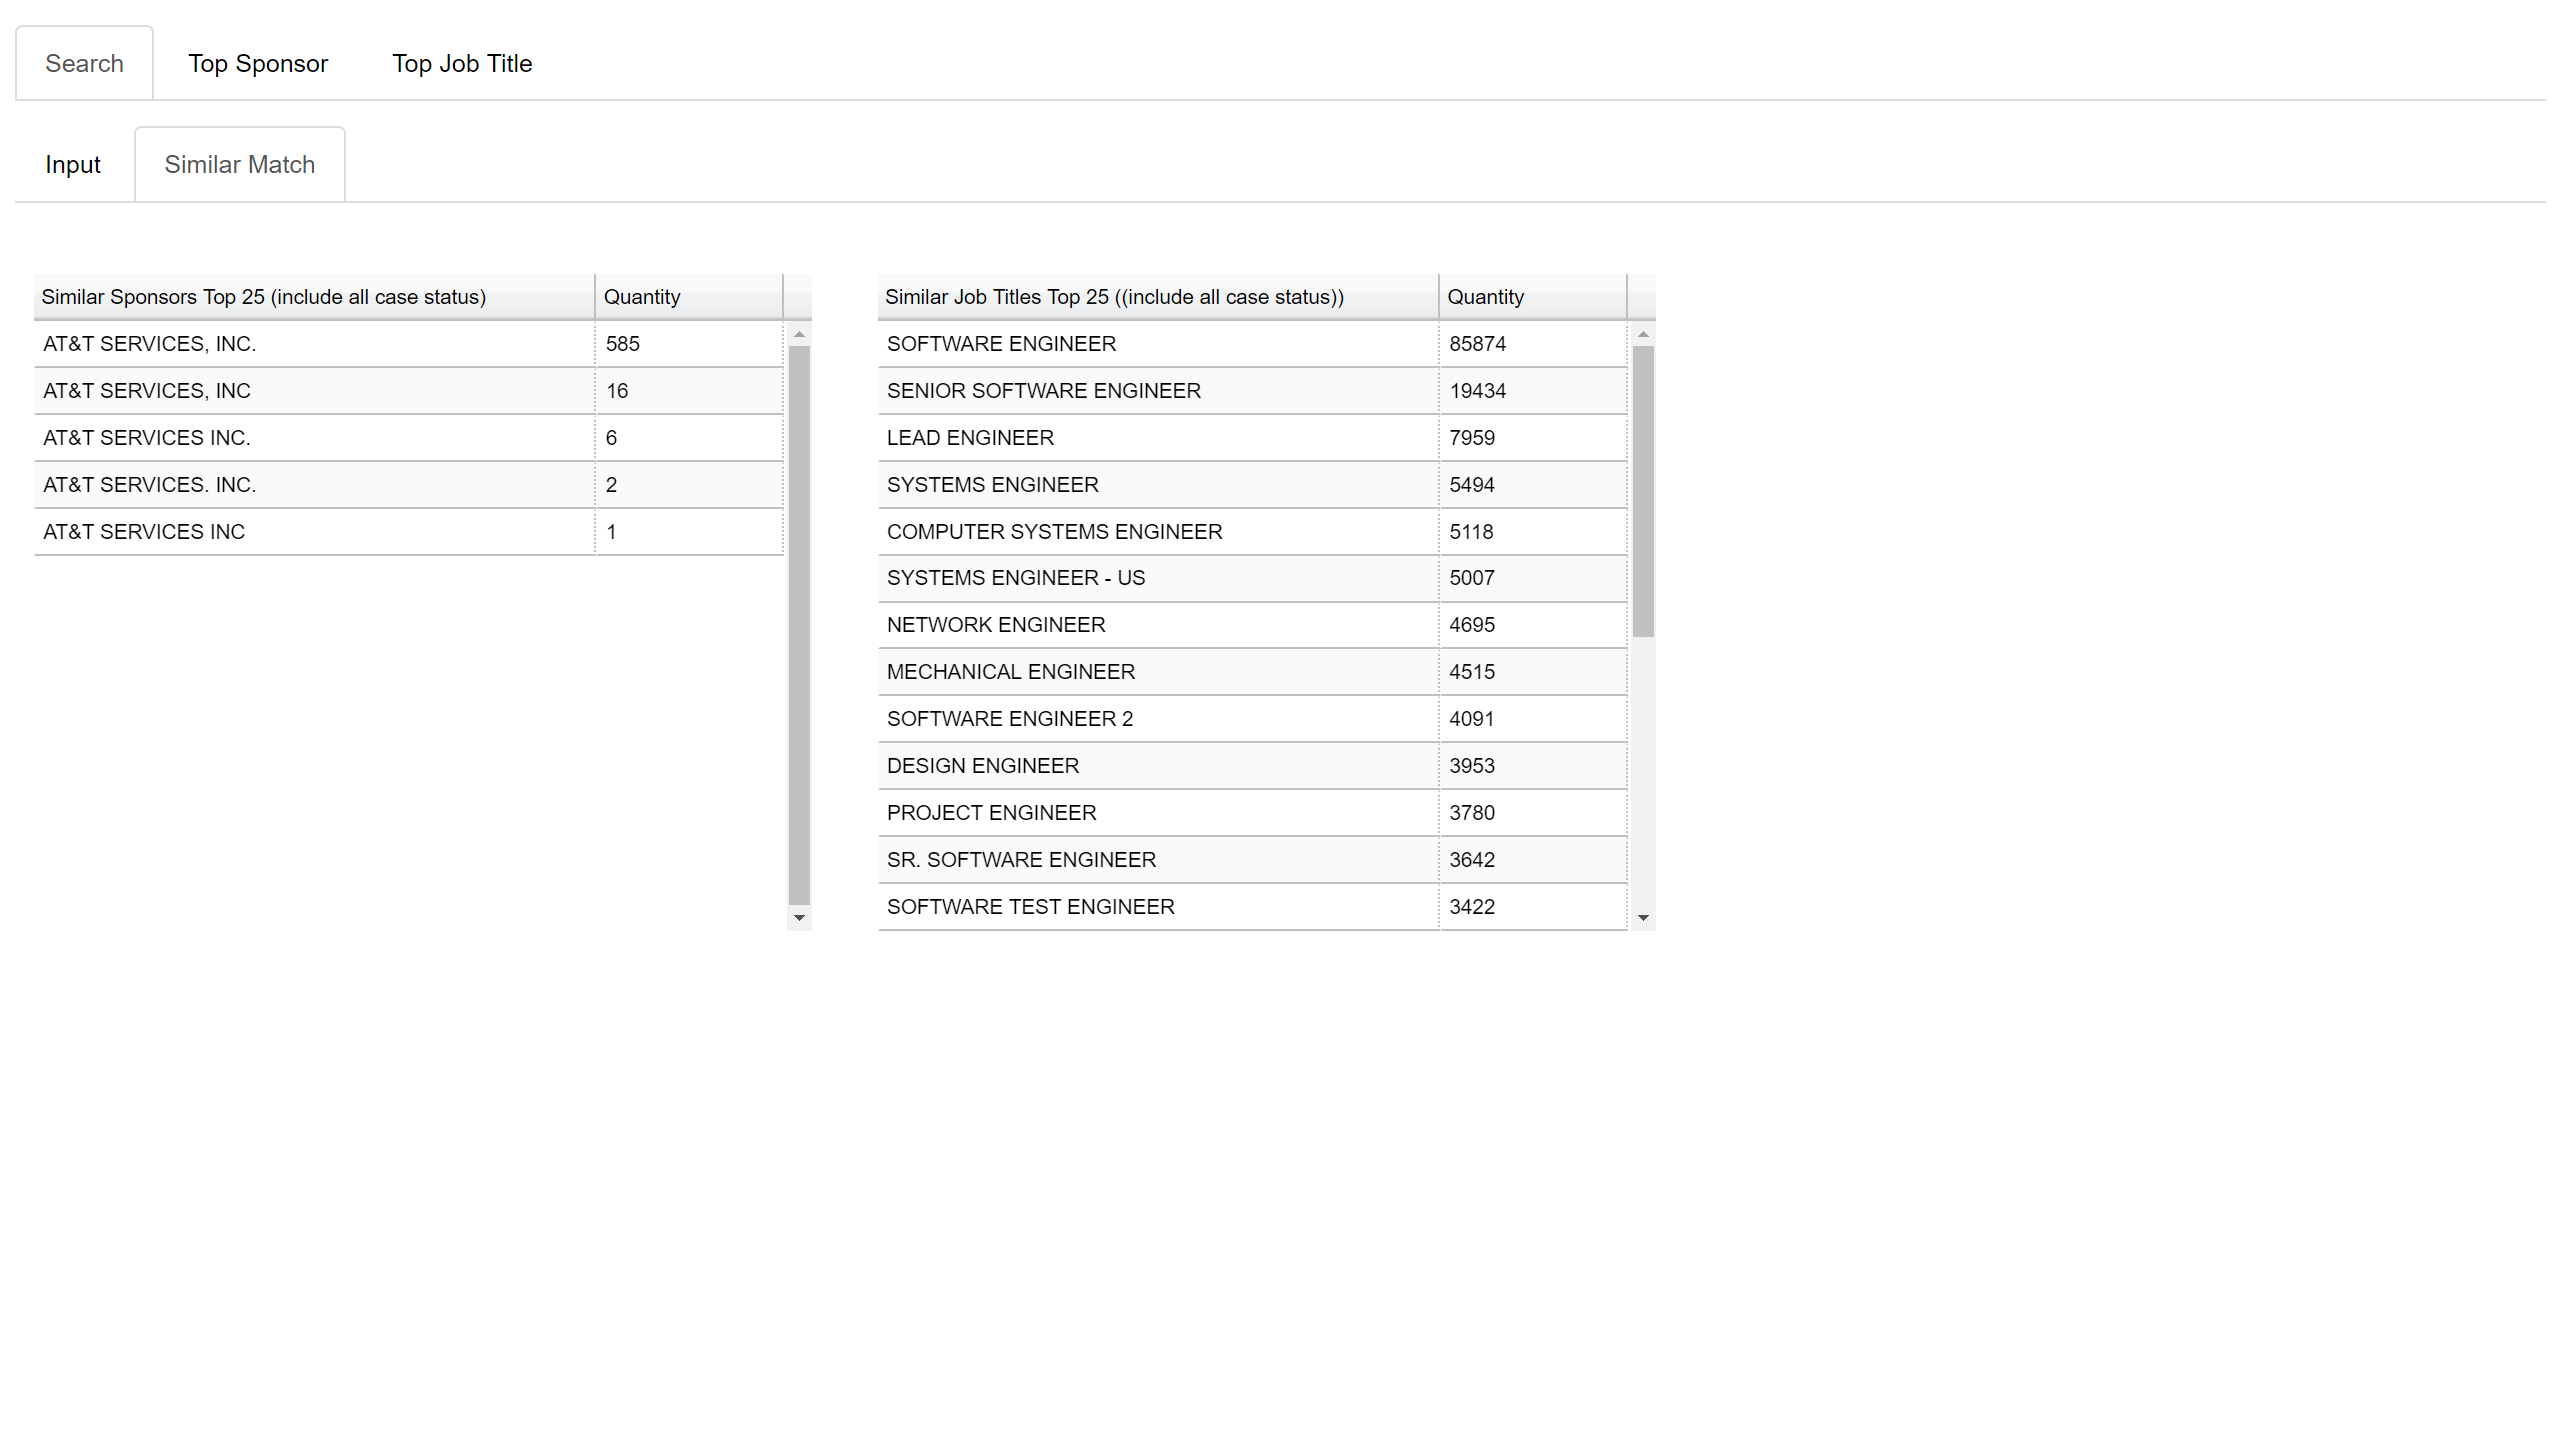 Search Top Sponsor Top Job Title
Input Similar Match
Similar Sponsors Top 25 (include all case status) Quantity
AT&T SERVICES, INC. 585
AT&T SERVICES, INC 16
AT&T SERVICES INC. 6
AT&T SERVICES. INC. 2
AT&T SERVICES INC 1
Similar Job Titles Top 25 ((include all case status)) Quantity
SOFTWARE ENGINEER 85874
SENIOR SOFTWARE ENGINEER 19434
LEAD ENGINEER 7959
SYSTEMS ENGINEER 5494
COMPUTER SYSTEMS ENGINEER 5118
SYSTEMS ENGINEER - US 5007
NETWORK ENGINEER 4695
MECHANICAL ENGINEER 4515
SOFTWARE ENGINEER 2 4091
DESIGN ENGINEER 3953
PROJECT ENGINEER 3780
SR. SOFTWARE ENGINEER 3642
SOFTWARE TEST ENGINEER 3422